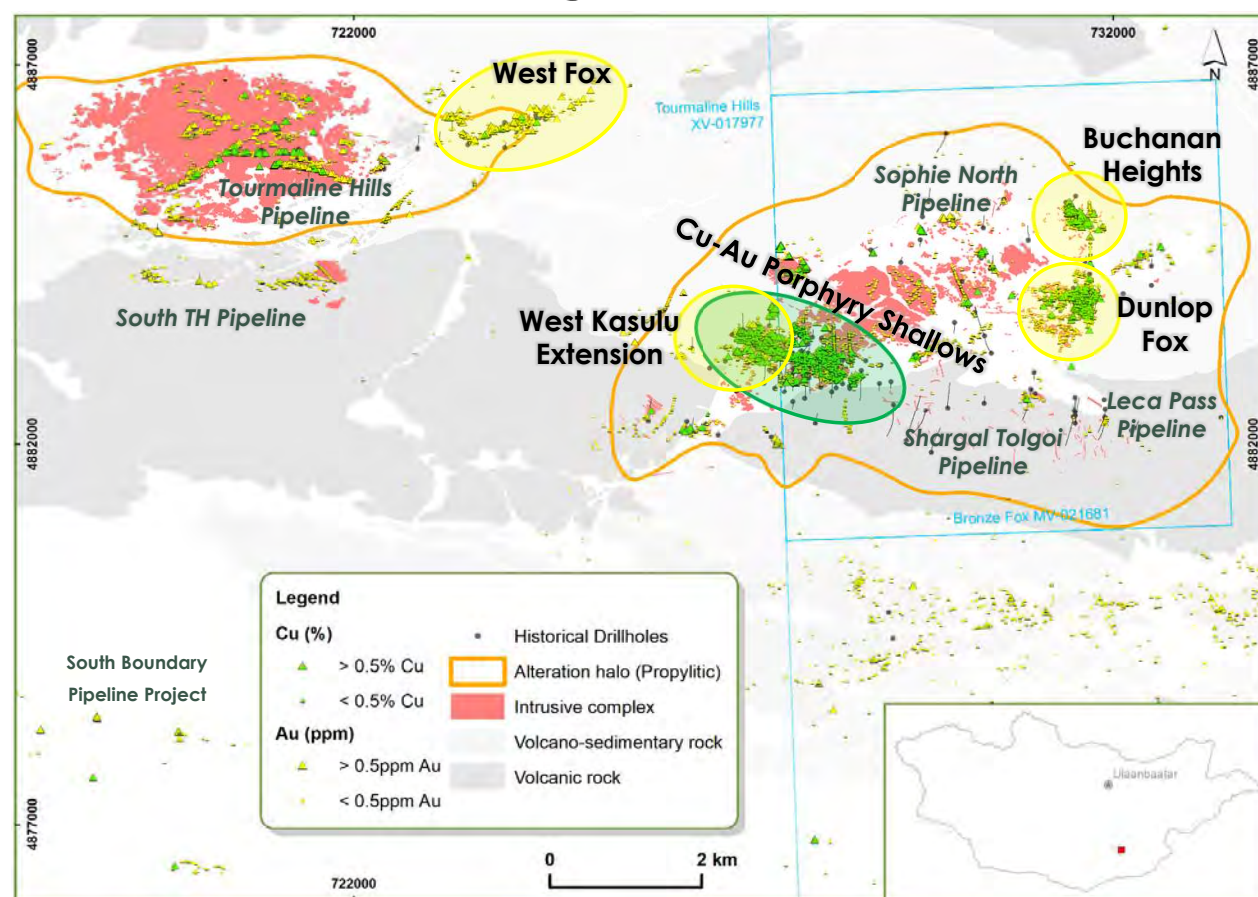 722000
732000
4887000
4887000
N
West Fox
Tourmaline Hills
XV-017977
Buchanan
Heights
Sophie North
Pipeline
Tourmaline Hills
Pipeline
Cu-Au Porphyry Shallows
South TH Pipeline
West Kasulu
Extension
Dunlop
Fox
Leca Pass
Pipeline
Shargal Tolgoi
Pipeline
4882000
4882000
Bronze Fox MV-021681
Legend
Cu (%)
> 0.5% Cu
< 0.5% Cu
Au (ppm)
> 0.5ppm Au
< 0.5ppm Au
Historical Drillholes
Alteration halo (Propylitic)
Intrusive complex
Volcano-sedimentary rock
Volcanic rock
South Boundary
Pipeline Project
Ulaanbaatar
4877000
0 2 km
722000